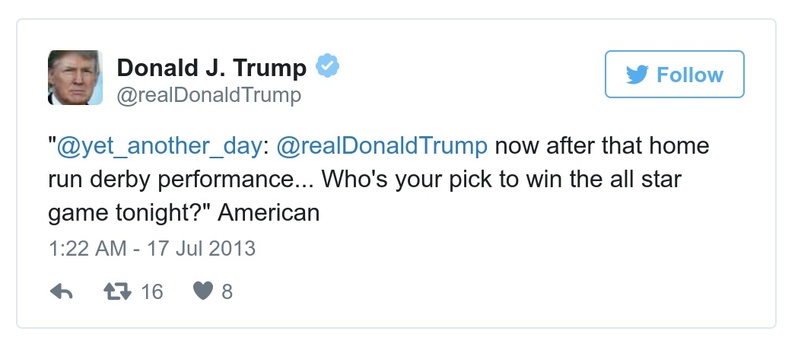 Donald J. Trump
@realDonaldTrump
Follow
"@yet_another_day: @realDonaldTrump now after that home
run derby performance... Who's your pick to win the all star
game tonight?" American
1:22 AM - 17 Jul 2013
16 8